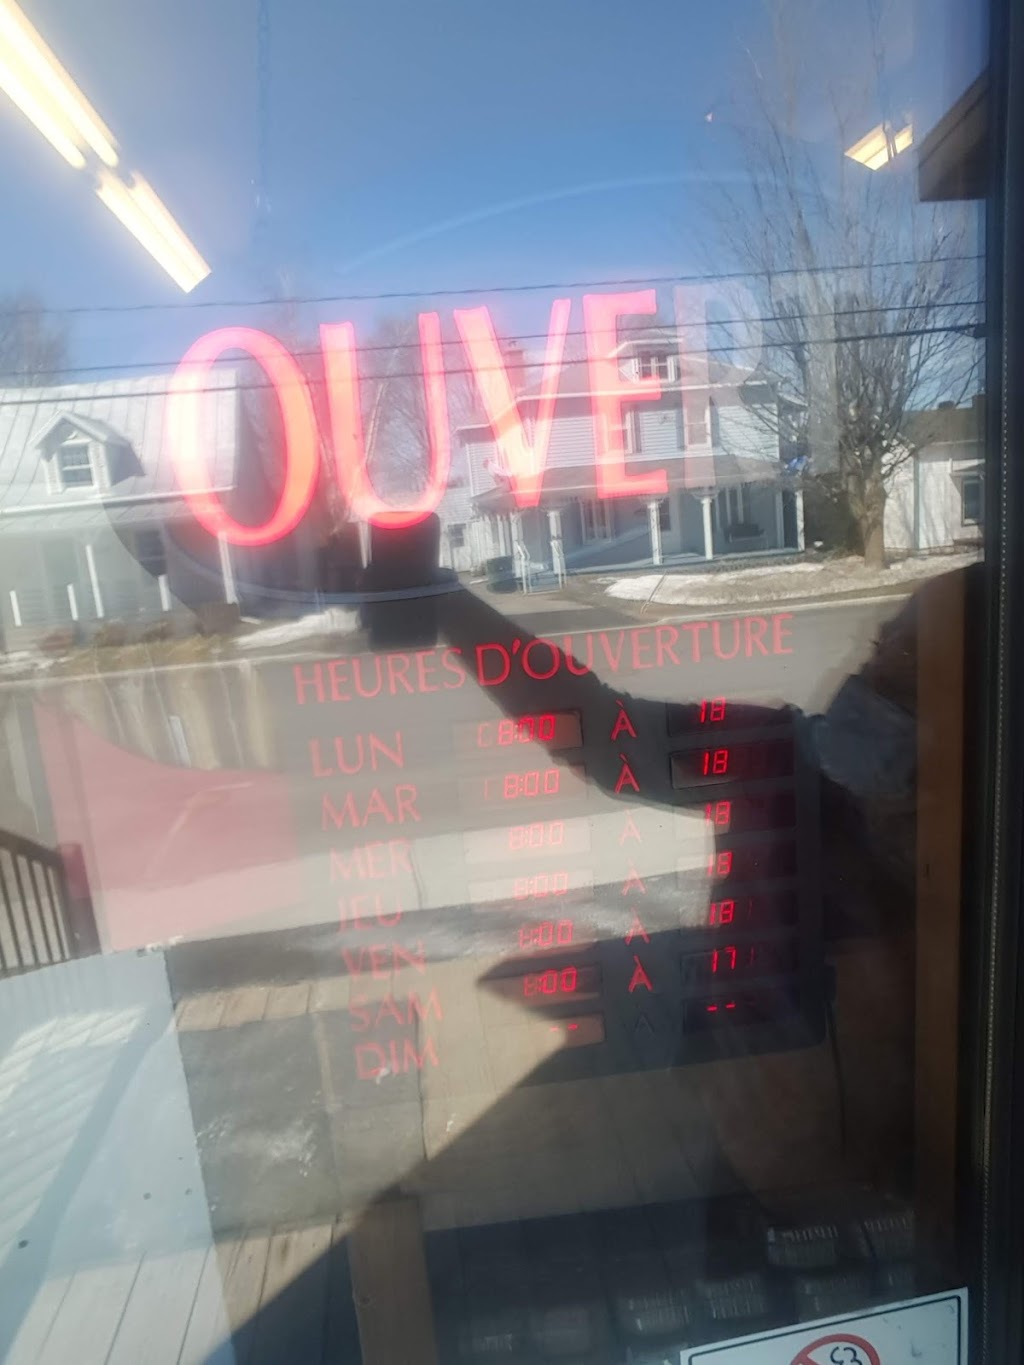 OUVER
HEURES D'OUVERTURE
LUN 8:00 À 18
MAR 8:00 À 18
MER 8:00 À 18
JEU 8:00 À 18
VEN 8:00 À 18
SAM 8:00 À 17
DIM -- À --